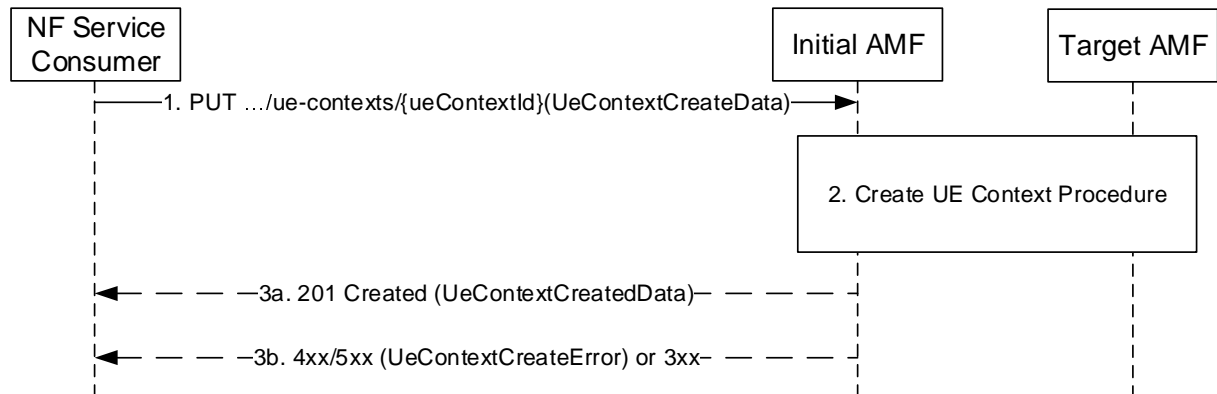 NF Service
Consumer
Initial AMF
Target AMF
1. PUT …/ue-contexts/{ueContextId}(UeContextCreateData)
2. Create UE Context Procedure
3a. 201 Created (UeContextCreatedData)
3b. 4xx/5xx (UeContextCreateError) or 3xx